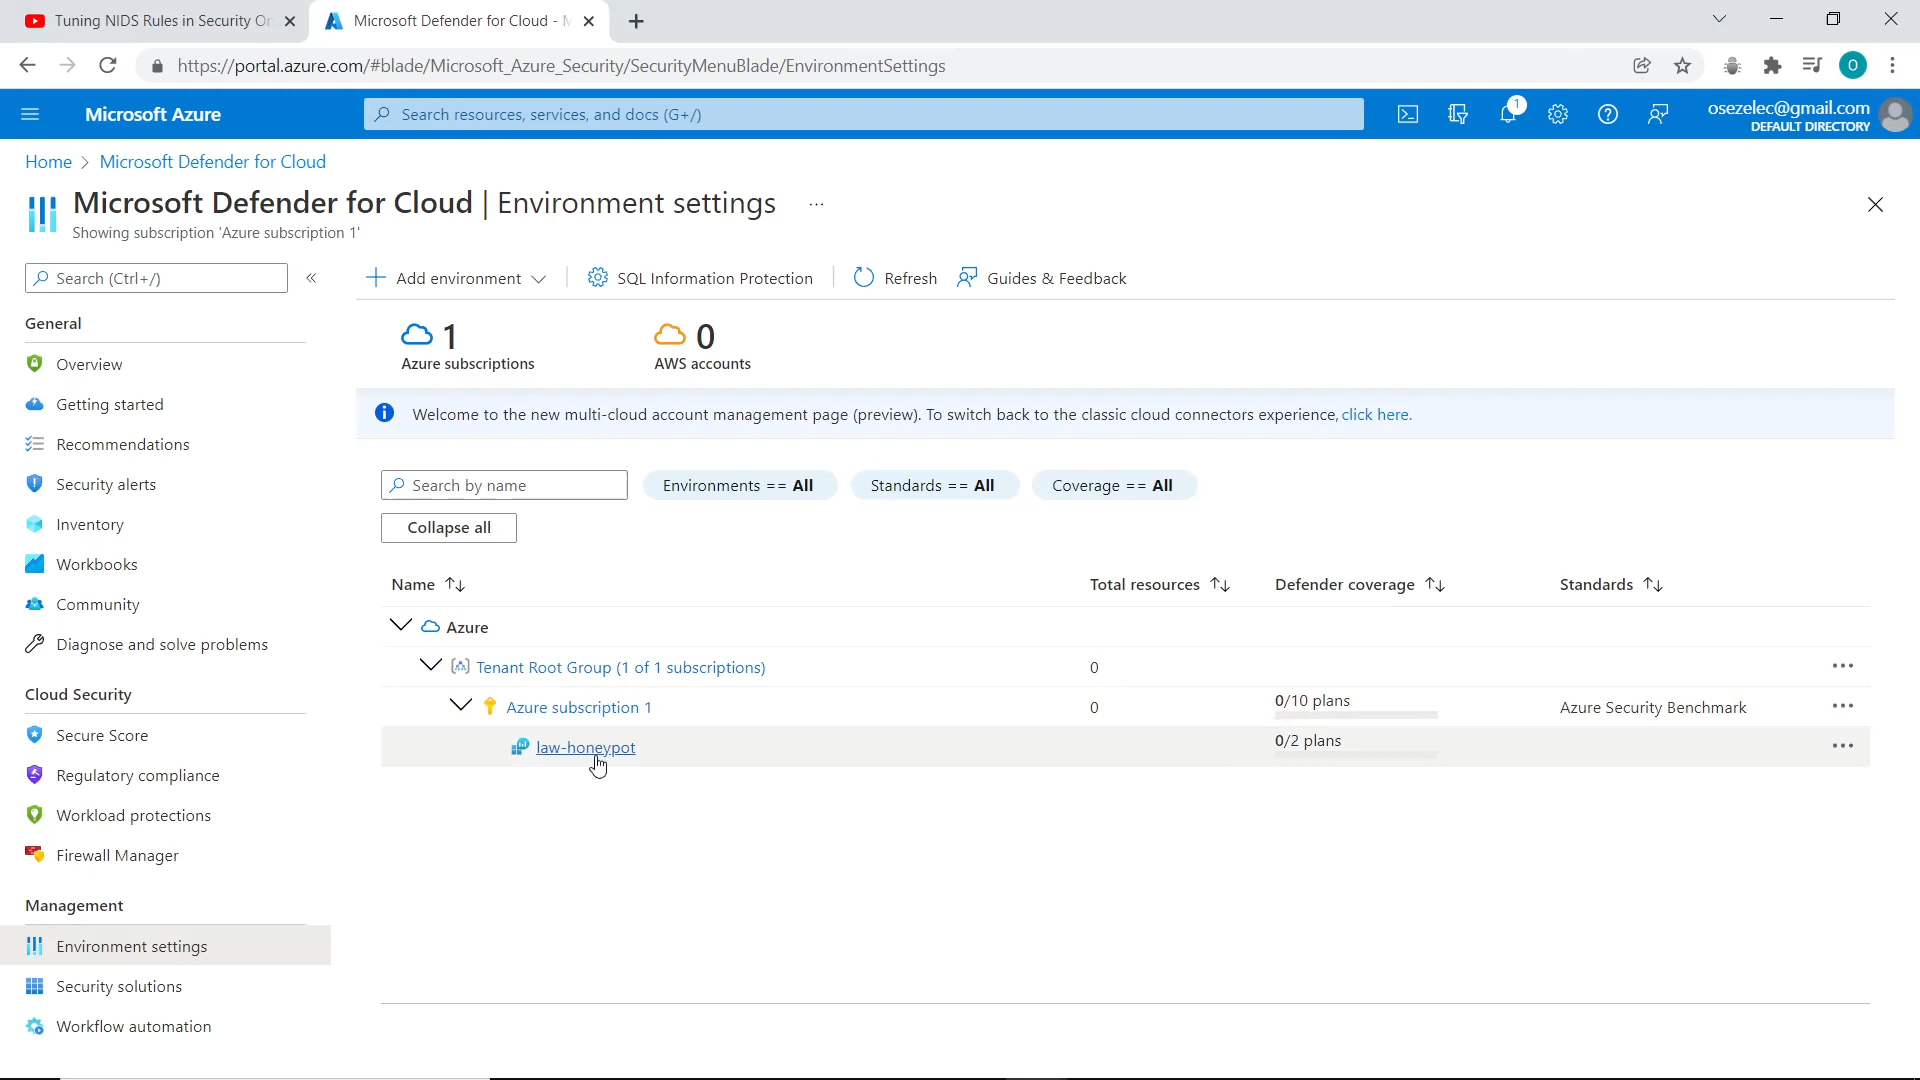 Tuning NIDS Rules in Security On
Microsoft Defender for Cloud - M
https://portal.azure.com/#blade/Microsoft_Azure_Security/SecurityMenuBlade/EnvironmentSettings
O
Microsoft Azure
Search resources, services, and docs (G+/)
1
osezelec@gmail.com
DEFAULT DIRECTORY
Home > Microsoft Defender for Cloud
Microsoft Defender for Cloud | Environment settings ...
Showing subscription 'Azure subscription 1'
Search (Ctrl+/)
«
Add environment
SQL Information Protection
Refresh
Guides & Feedback
General
Overview
Getting started
Recommendations
Security alerts
Inventory
Workbooks
Community
Diagnose and solve problems
Cloud Security
Secure Score
Regulatory compliance
Workload protections
Firewall Manager
Management
Environment settings
Security solutions
Workflow automation
1
Azure subscriptions
0
AWS accounts
Welcome to the new multi-cloud account management page (preview). To switch back to the classic cloud connectors experience, click here.
Search by name
Environments == All
Standards == All
Coverage == All
Collapse all
Name ↑↓ Total resources ↑↓ Defender coverage ↑↓ Standards ↑↓
Azure
Tenant Root Group (1 of 1 subscriptions) 0 ...
Azure subscription 1 0 0/10 plans Azure Security Benchmark ...
law-honeypot 0/2 plans ...